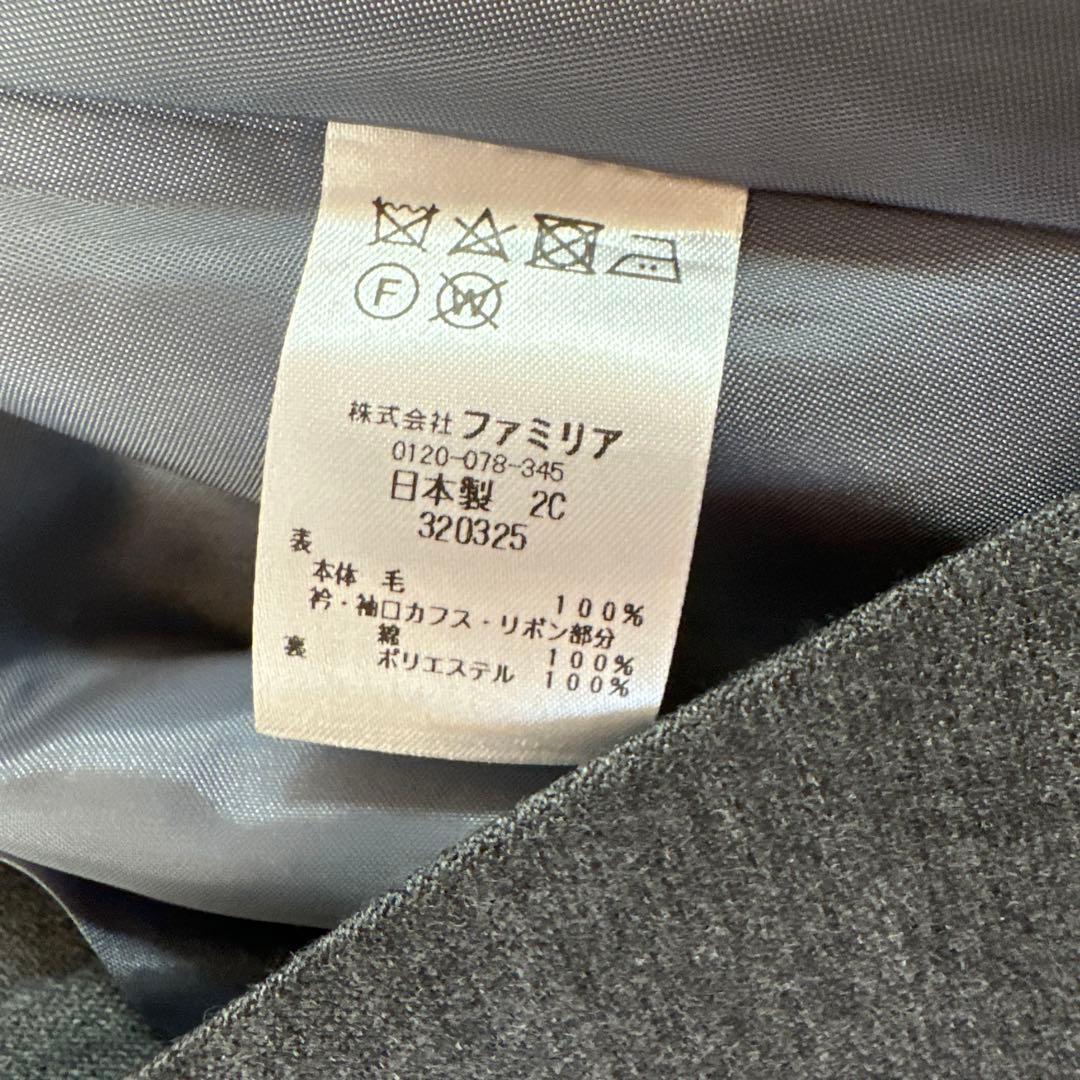 F W
株式会社 ファミリア
0120-078-345
日本製 2C
320325
表
本体 毛 100%
衿・袖口カフス・リボン部分
綿 100%
裏 ポリエステル 100%